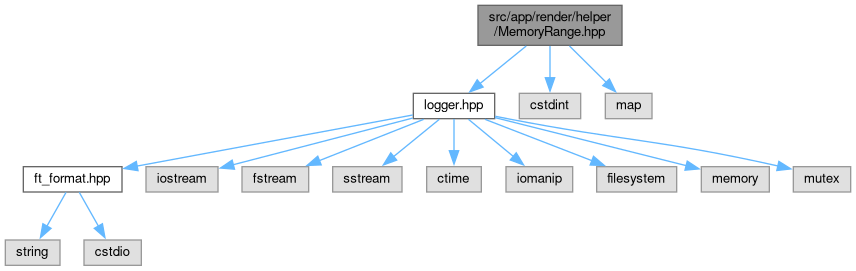 src/app/render/helper
/MemoryRange.hpp
logger.hpp
cstdint
map
ft_format.hpp
iostream
fstream
sstream
ctime
iomanip
filesystem
memory
mutex
string
cstdio